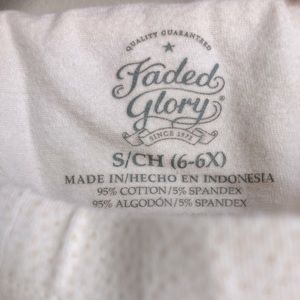 QUALITY GUARANTEED
Faded
Glory®
SINCE 1972
S/CH (6-6X)
MADE IN/HECHO EN INDONESIA
95% COTTON/5% SPANDEX
95% ALGODÓN/5% SPANDEX